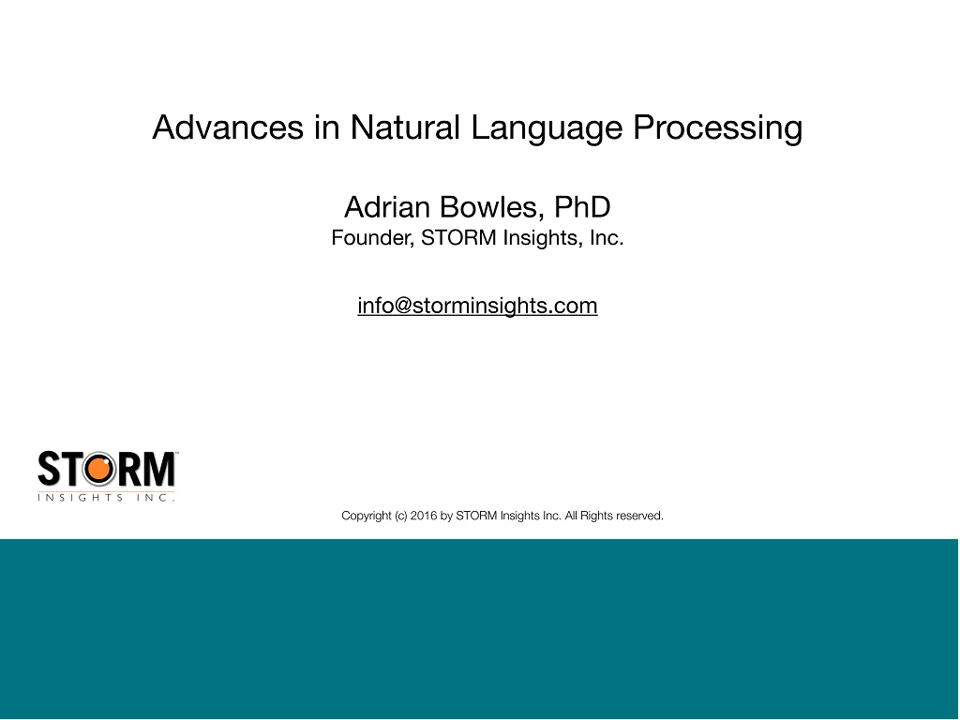 Advances in Natural Language Processing
Adrian Bowles, PhD
Founder, STORM Insights, Inc.
info@storminsights.com
STORM™
INSIGHTS INC.
Copyright (c) 2016 by STORM Insights Inc. All Rights reserved.